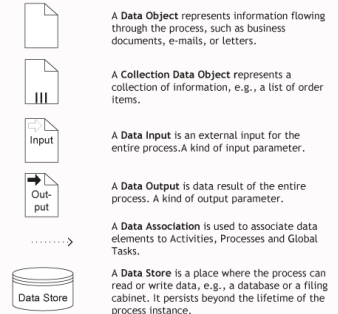 A Data Object represents information flowing
through the process, such as business
documents, e-mails, or letters.
A Collection Data Object represents a
collection of information, e.g., a list of order
items.
Input
A Data Input is an external input for the
entire process.A kind of input parameter.
Out-
put
A Data Output is data result of the entire
process. A kind of output parameter.
A Data Association is used to associate data
elements to Activities, Processes and Global
Tasks.
Data Store
A Data Store is a place where the process can
read or write data, e.g., a database or a filing
cabinet. It persists beyond the lifetime of the
process instance.